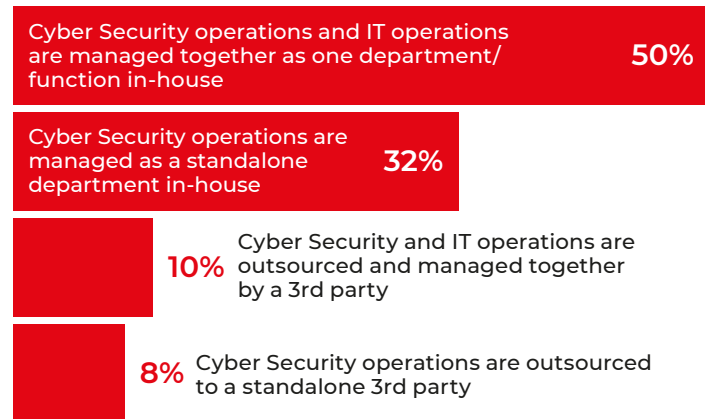 Cyber Security operations and IT operations
are managed together as one department/
function in-house
50%
Cyber Security operations are
managed as a standalone
department in-house
32%
10%
Cyber Security and IT operations are
outsourced and managed together
by a 3rd party
8%
Cyber Security operations are outsourced
to a standalone 3rd party